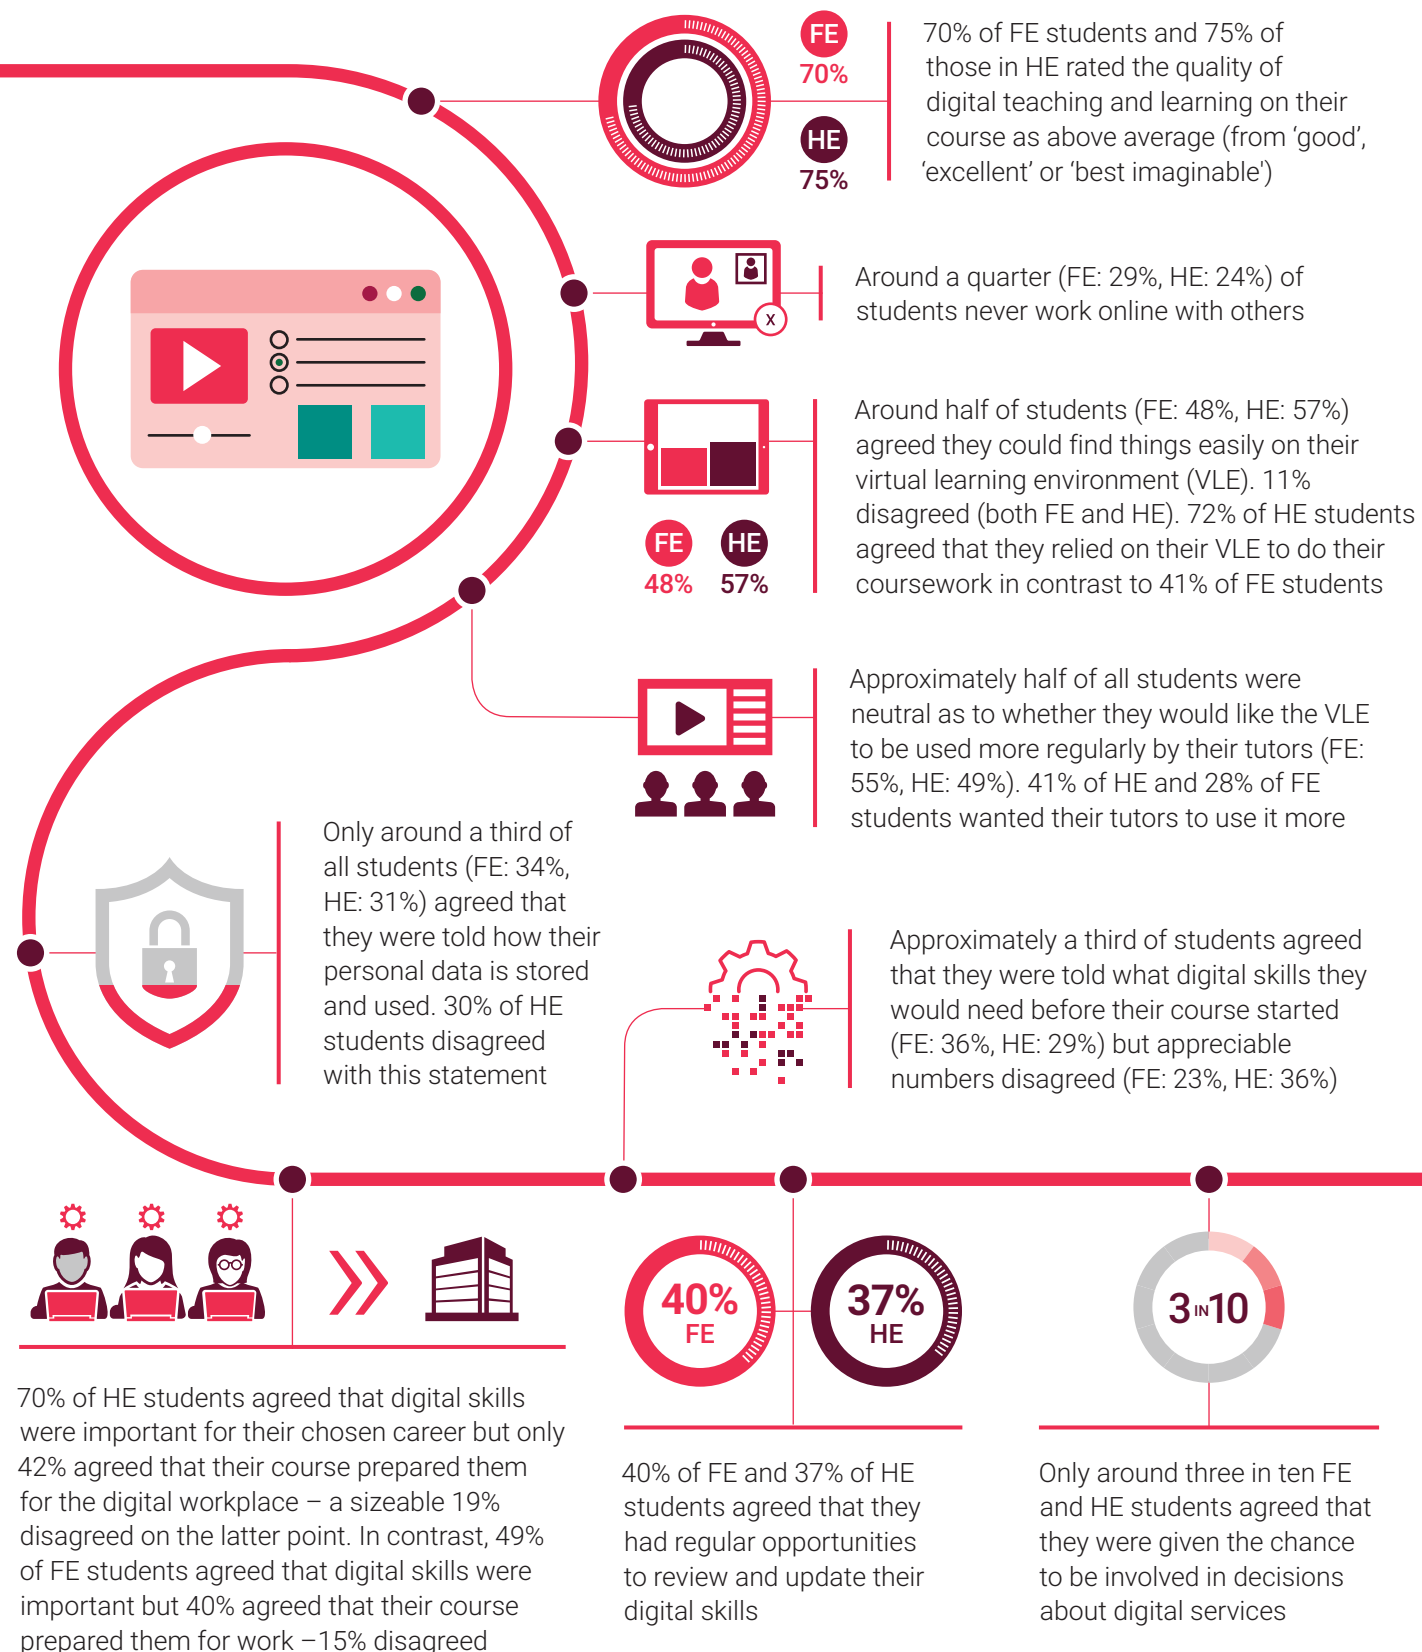 FE
70%
HE
75%
70% of FE students and 75% of
those in HE rated the quality of
digital teaching and learning on their
course as above average (from ‘good’,
‘excellent’ or ‘best imaginable')
X
Around a quarter (FE: 29%, HE: 24%) of
students never work online with others
FE HE
48% 57%
Around half of students (FE: 48%, HE: 57%)
agreed they could find things easily on their
virtual learning environment (VLE). 11%
disagreed (both FE and HE). 72% of HE students
agreed that they relied on their VLE to do their
coursework in contrast to 41% of FE students
Approximately half of all students were
neutral as to whether they would like the VLE
to be used more regularly by their tutors (FE:
55%, HE: 49%). 41% of HE and 28% of FE
students wanted their tutors to use it more
Only around a third of
all students (FE: 34%,
HE: 31%) agreed that
they were told how their
personal data is stored
and used. 30% of HE
students disagreed
with this statement
Approximately a third of students agreed
that they were told what digital skills they
would need before their course started
(FE: 36%, HE: 29%) but appreciable
numbers disagreed (FE: 23%, HE: 36%)
70% of HE students agreed that digital skills
were important for their chosen career but only
42% agreed that their course prepared them
for the digital workplace – a sizeable 19%
disagreed on the latter point. In contrast, 49%
of FE students agreed that digital skills were
important but 40% agreed that their course
prepared them for work –15% disagreed
40%
FE
37%
HE
40% of FE and 37% of HE
students agreed that they
had regular opportunities
to review and update their
digital skills
3 IN 10
Only around three in ten FE
and HE students agreed that
they were given the chance
to be involved in decisions
about digital services